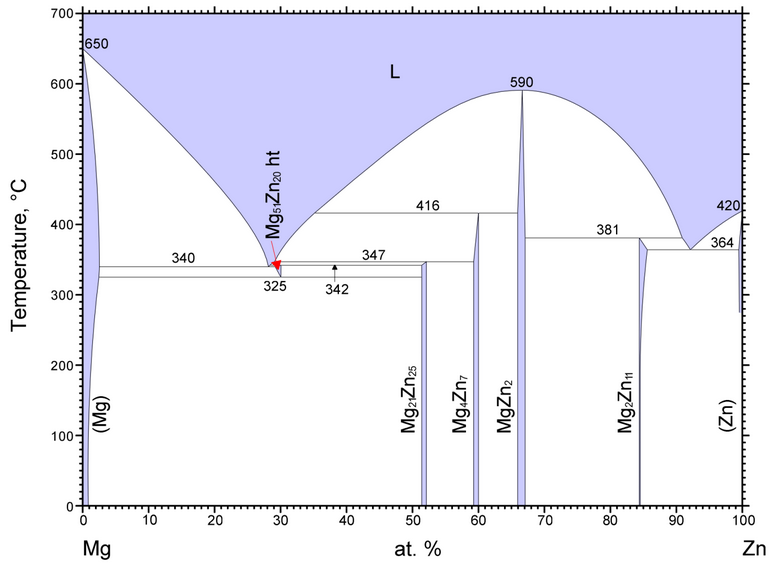 700
650
600
590
L
500
Mg₅₁Zn₂₀ ht
Temperature, °C
400
416
420
381
364
340
347
300
325
342
200
(Mg)
Mg₂₁Zn₂₅
Mg₄Zn₇
MgZn₂
Mg₂Zn₁₁
(Zn)
100
0
0 10 20 30 40 50 60 70 80 90 100
Mg at. % Zn